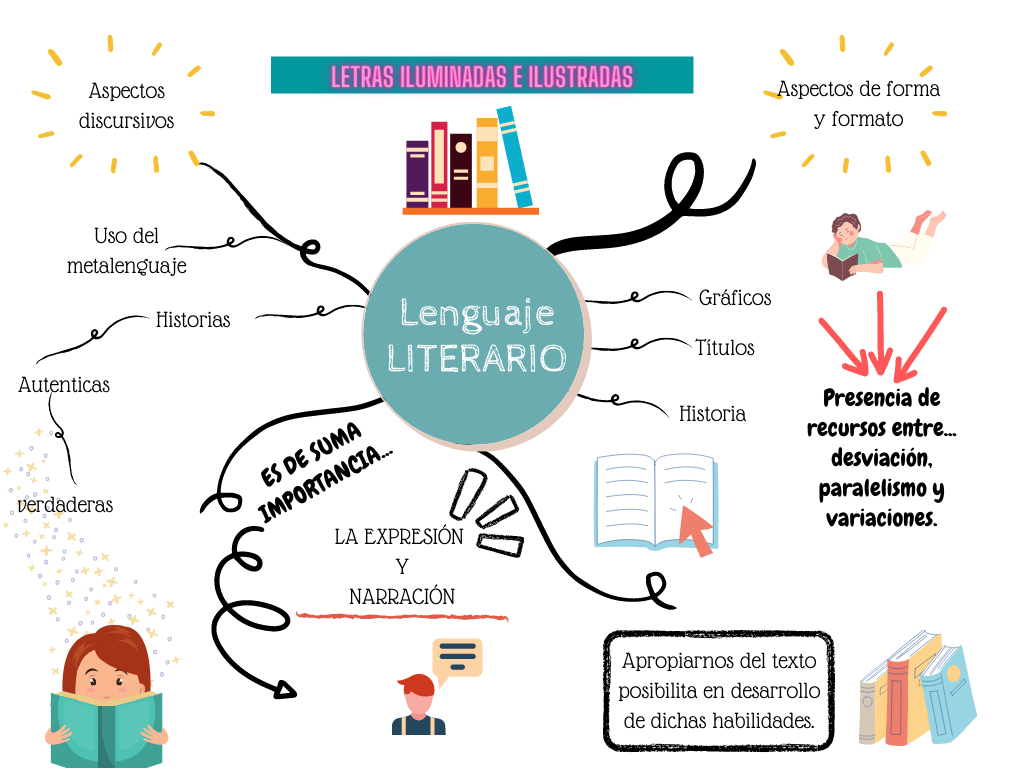 LETRAS ILUMINADAS E ILUSTRADAS
Aspectos
discursivos
Aspectos de forma
y formato
Uso del
metalenguaje
Historias
Autenticas
verdaderas
Lenguaje
LITERARIO
Gráficos
Títulos
Historia
Presencia de
recursos entre...
desviación,
paralelismo y
variaciones.
ES DE SUMA
IMPORTANCIA...
LA EXPRESIÓN
Y
NARRACIÓN
Apropiarnos del texto
posibilita en desarrollo
de dichas habilidades.